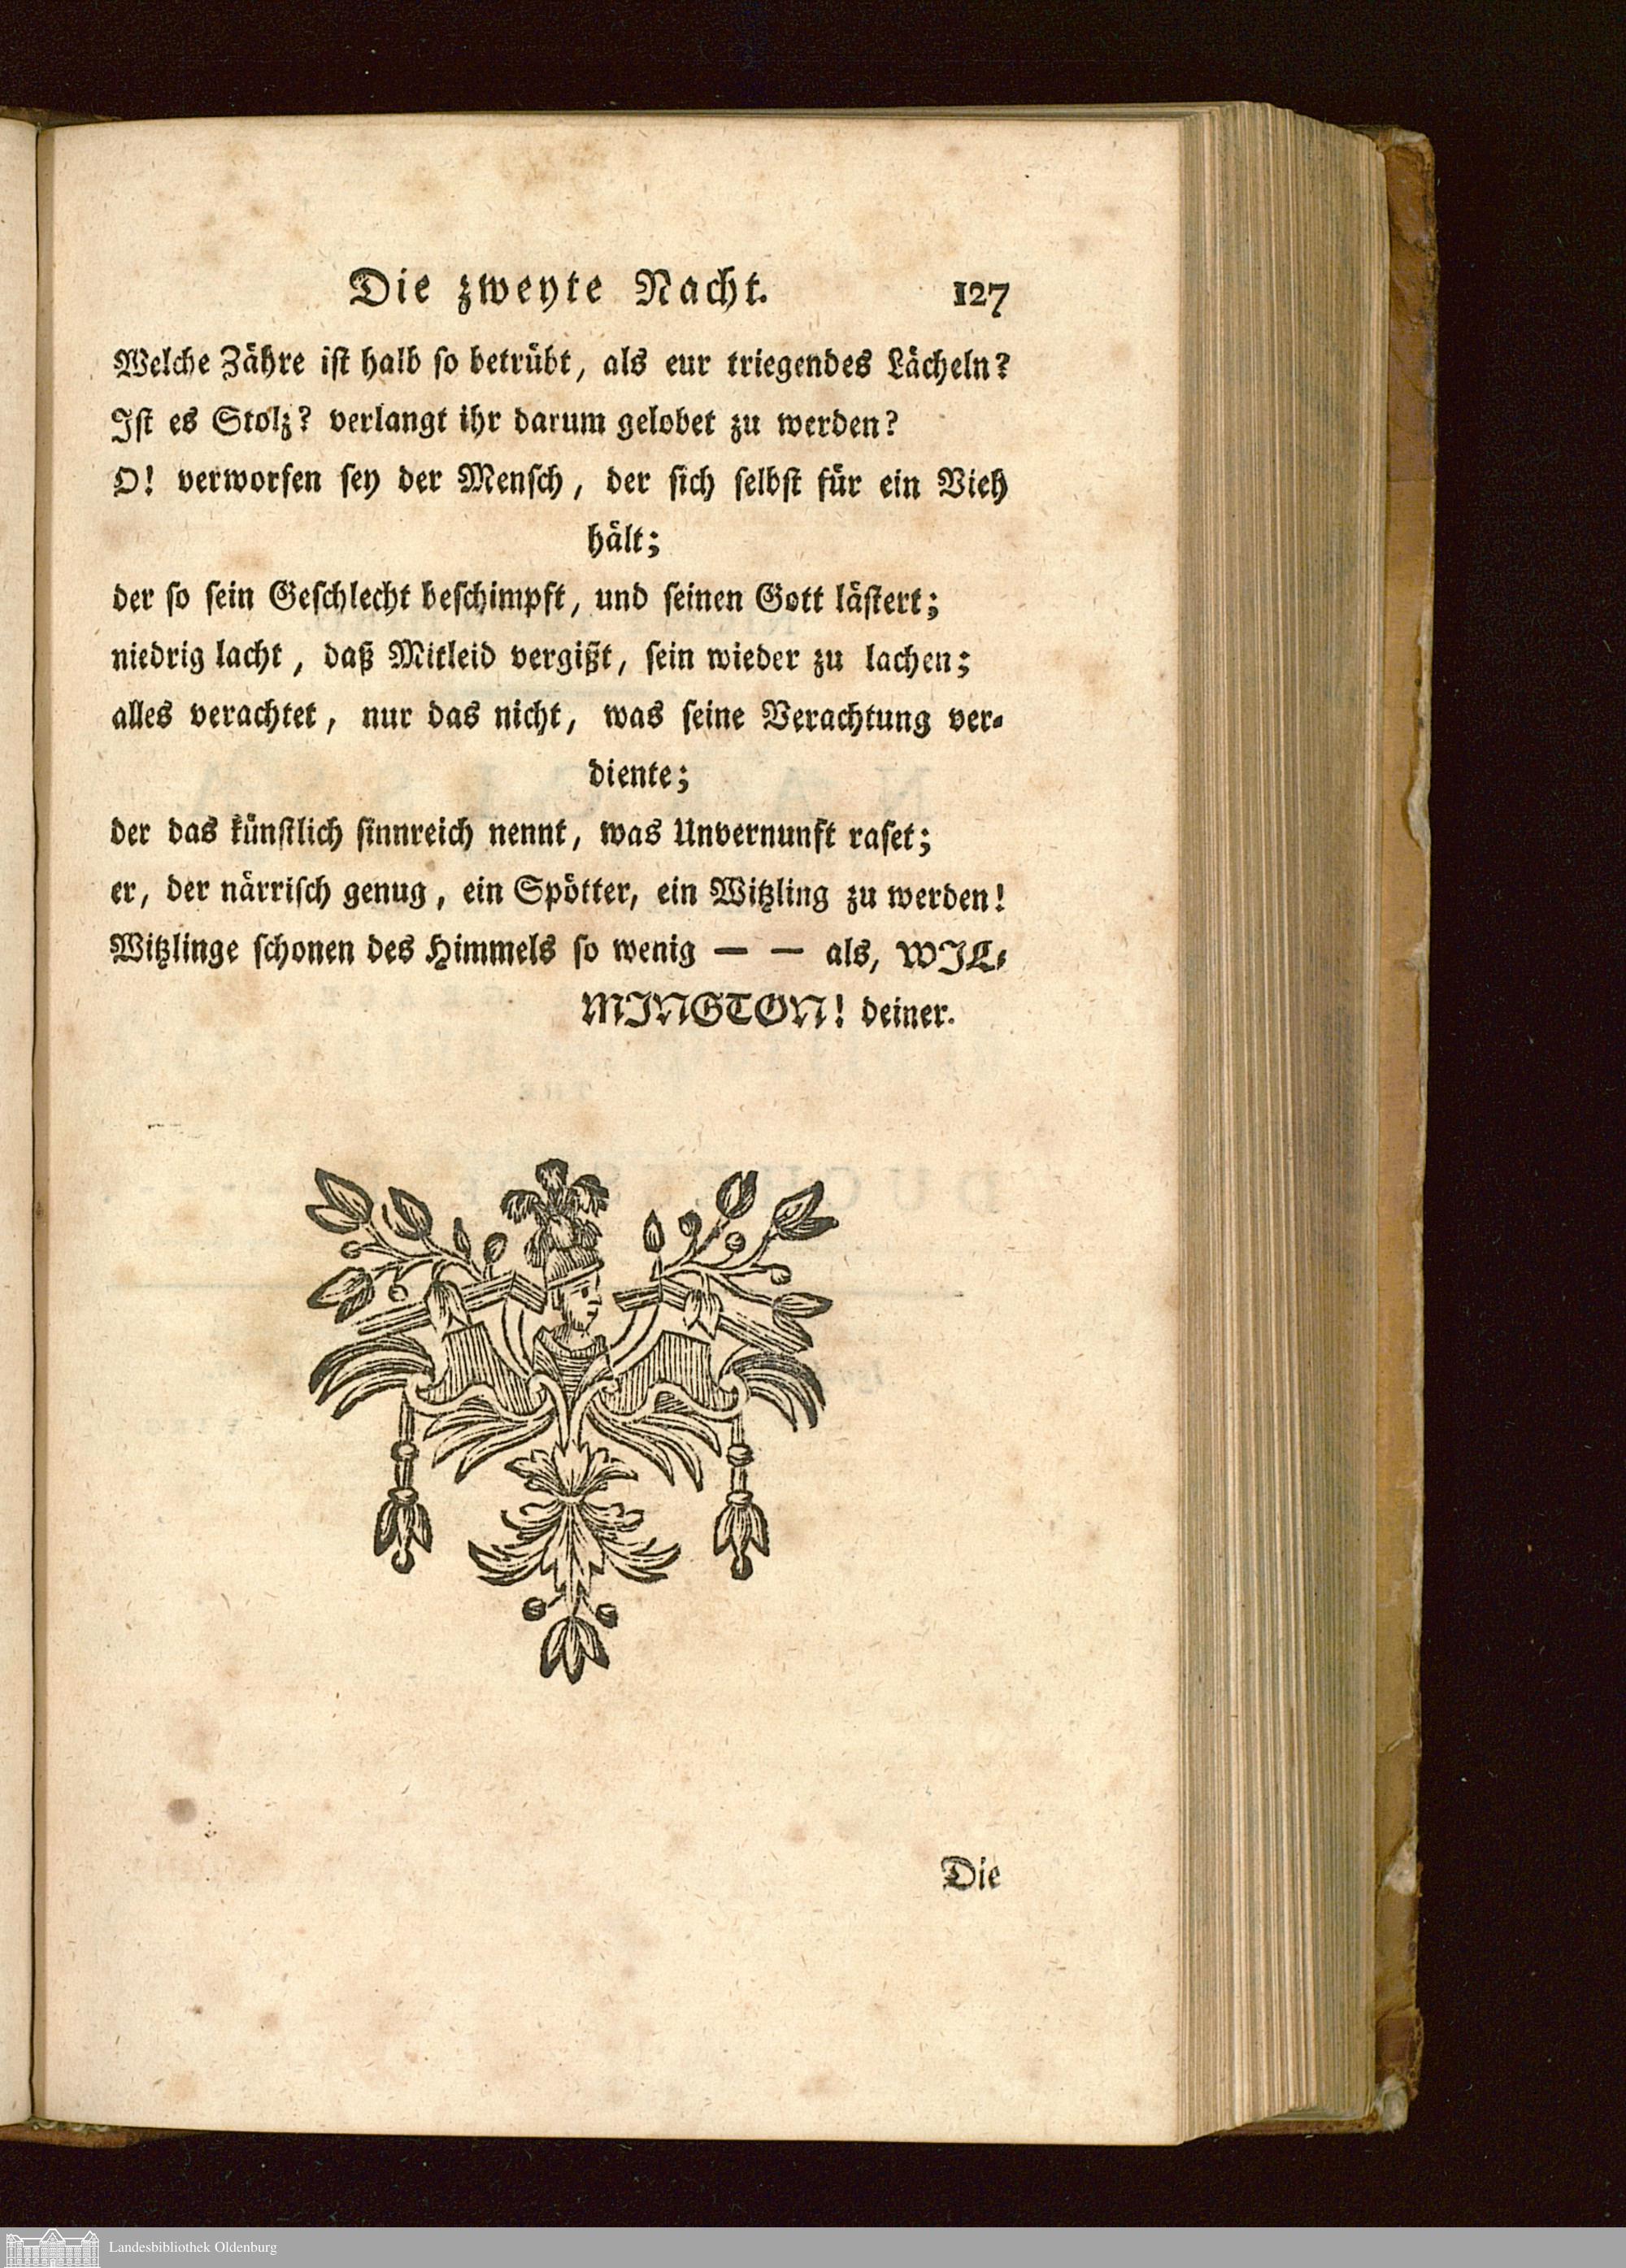 Die zweyte Nacht. 127
Welche Zähre ist halb so betrübt, als eur triegendes Lächeln?
Ist es Stolz? verlangt ihr darum gelobet zu werden?
O! verworfen sey der Mensch, der sich selbst für ein Vieh
hält;
der so sein Geschlecht beschimpft, und seinen Gott lästert;
niedrig lacht, daß Mitleid vergißt, sein wieder zu lachen;
alles verachtet, nur das nicht, was seine Verachtung ver-
diente;
der das künstlich sinnreich nennt, was Unvernunft raset;
er, der närrisch genug, ein Spötter, ein Witzling zu werden!
Witzlinge schonen des Himmels so wenig — — als, WIL-
MINGTON! deiner.
Die
Landesbibliothek Oldenburg